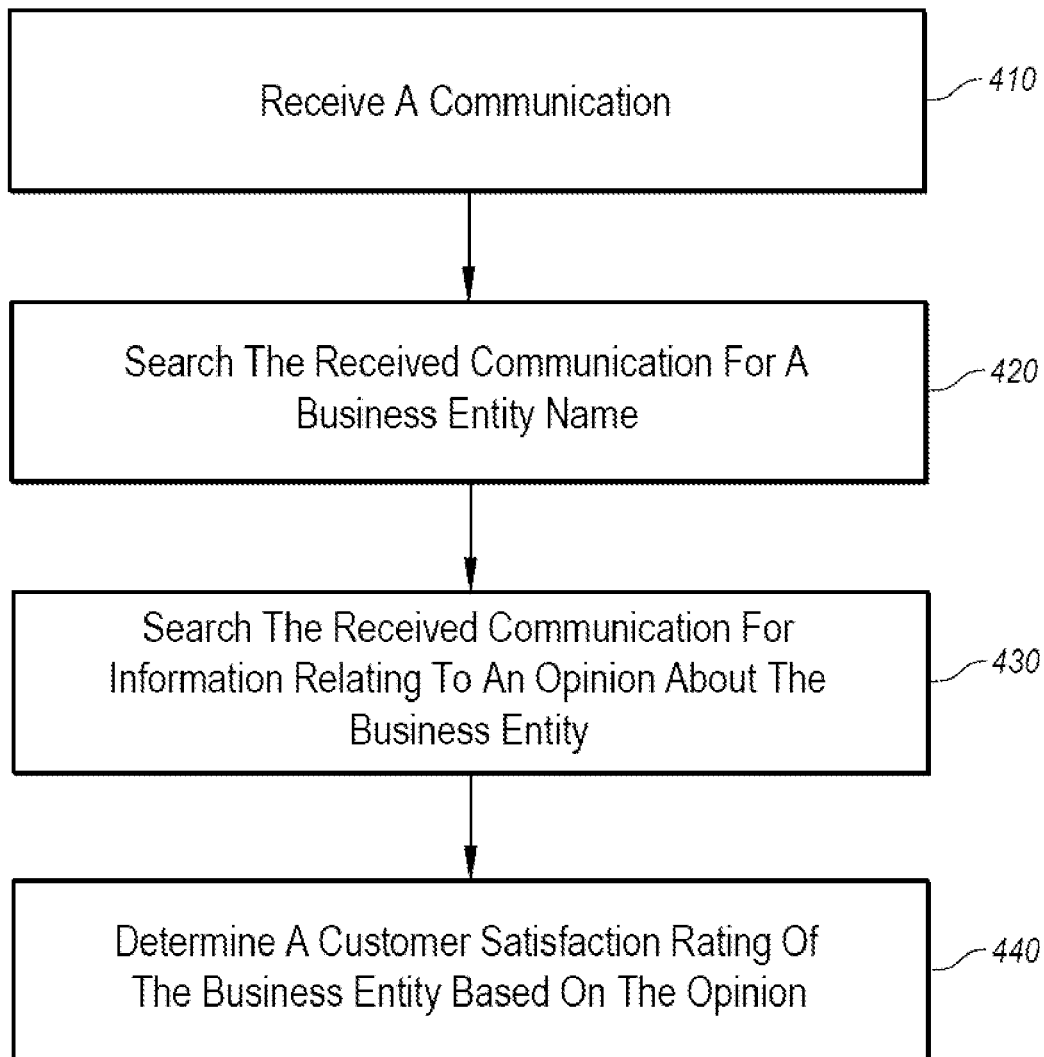 Receive A Communication
410
Search The Received Communication For A
Business Entity Name
420
Search The Received Communication For
Information Relating To An Opinion About The
Business Entity
430
Determine A Customer Satisfaction Rating Of
The Business Entity Based On The Opinion
440